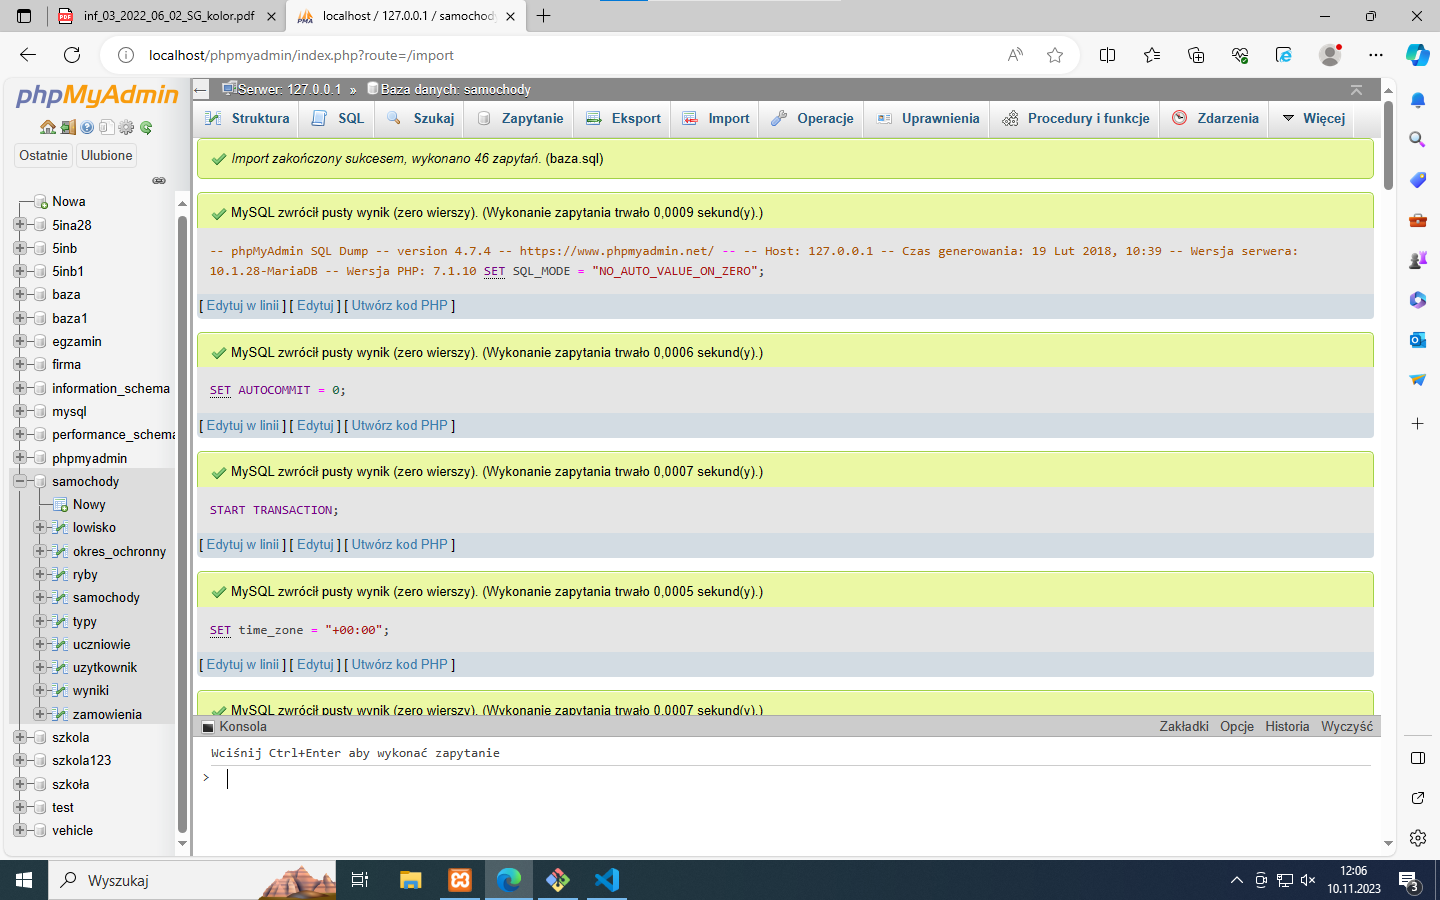 inf_03_2022_06_02_SG_kolor.pdf
localhost / 127.0.0.1 / samochody
localhost/phpmyadmin/index.php?route=/import
phpMyAdmin
Ostatnie
Ulubione
Nowa
5ina28
5inb
5inb1
baza
baza1
egzamin
firma
information_schema
mysql
performance_schema
phpmyadmin
samochody
Nowy
lowisko
okres_ochronny
ryby
samochody
typy
uczniowie
uzytkownik
wyniki
zamowienia
szkola
szkola123
szkoła
test
vehicle
Serwer: 127.0.0.1 » Baza danych: samochody
Struktura SQL Szukaj Zapytanie Eksport Import Operacje Uprawnienia Procedury i funkcje Zdarzenia Więcej
Import zakończony sukcesem, wykonano 46 zapytań. (baza.sql)
MySQL zwrócił pusty wynik (zero wierszy). (Wykonanie zapytania trwało 0,0009 sekund(y).)
-- phpMyAdmin SQL Dump -- version 4.7.4 -- https://www.phpmyadmin.net/ -- -- Host: 127.0.0.1 -- Czas generowania: 19 Lut 2018, 10:39 -- Wersja serwera:
10.1.28-MariaDB -- Wersja PHP: 7.1.10 SET SQL_MODE = "NO_AUTO_VALUE_ON_ZERO";
[ Edytuj w linii ] [ Edytuj ] [ Utwórz kod PHP ]
MySQL zwrócił pusty wynik (zero wierszy). (Wykonanie zapytania trwało 0,0006 sekund(y).)
SET AUTOCOMMIT = 0;
[ Edytuj w linii ] [ Edytuj ] [ Utwórz kod PHP ]
MySQL zwrócił pusty wynik (zero wierszy). (Wykonanie zapytania trwało 0,0007 sekund(y).)
START TRANSACTION;
[ Edytuj w linii ] [ Edytuj ] [ Utwórz kod PHP ]
MySQL zwrócił pusty wynik (zero wierszy). (Wykonanie zapytania trwało 0,0005 sekund(y).)
SET time_zone = "+00:00";
[ Edytuj w linii ] [ Edytuj ] [ Utwórz kod PHP ]
MySQL zwrócił pusty wynik (zero wierszy). (Wykonanie zapytania trwało 0,0007 sekund(y).)
Konsola
Zakładki Opcje Historia Wyczyść
Wciśnij Ctrl+Enter aby wykonać zapytanie
>
Wyszukaj
12:06
10.11.2023
3